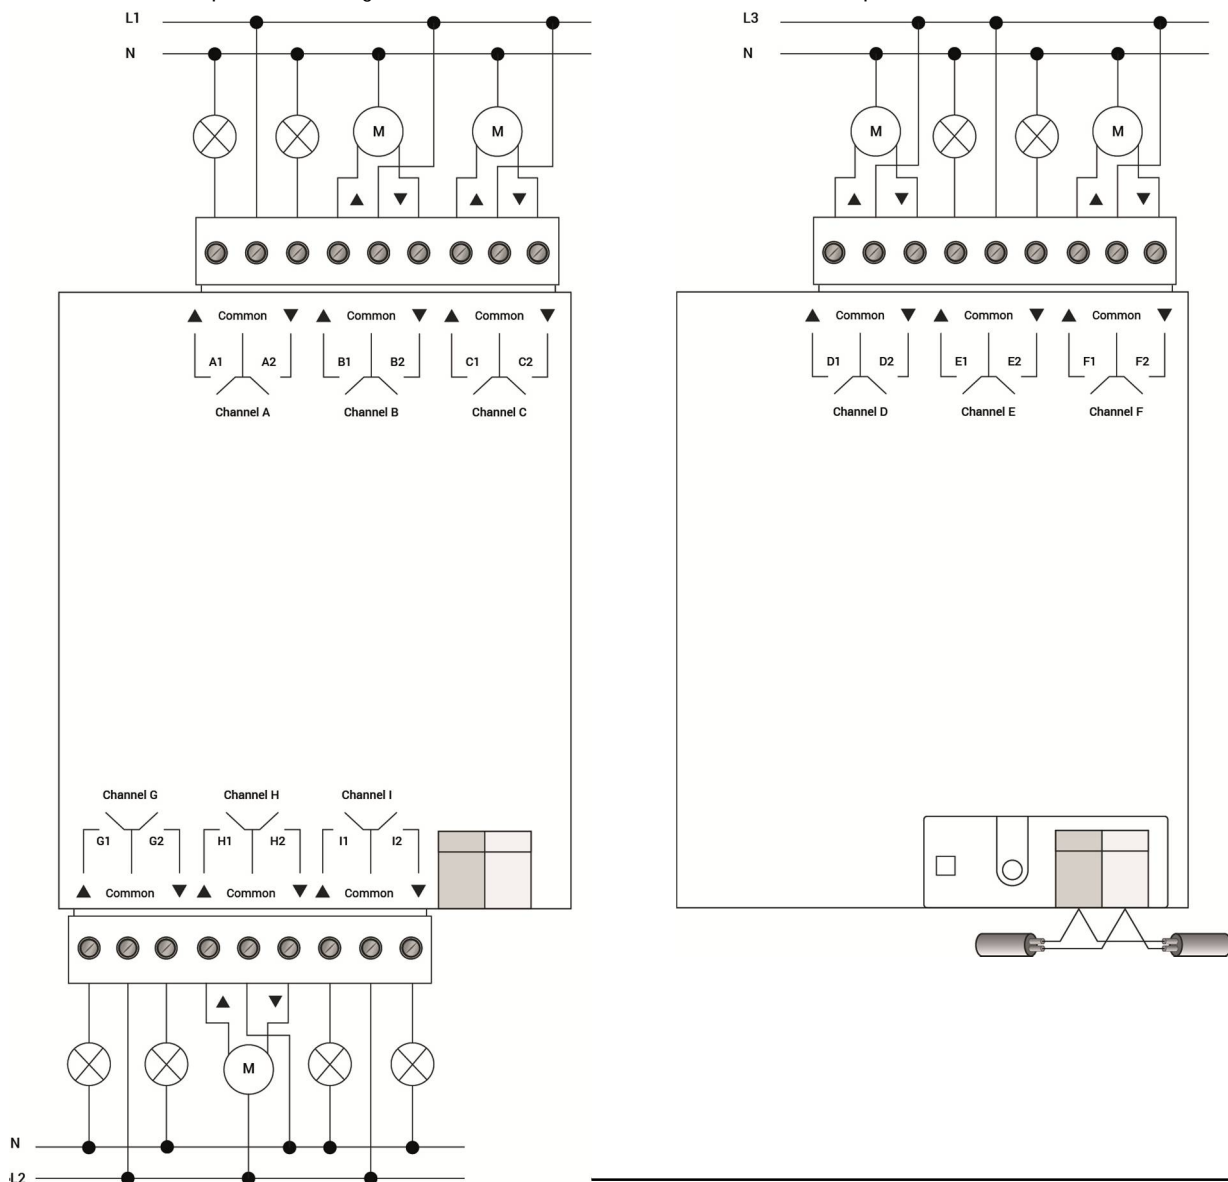 L1
N
M
M
▲ ▼ ▲ ▼
▲ Common ▼ ▲ Common ▼ ▲ Common ▼
A1 A2 B1 B2 C1 C2
Channel A Channel B Channel C
Channel G Channel H Channel I
G1 G2 H1 H2 I1 I2
▲ Common ▼ ▲ Common ▼ ▲ Common ▼
▲ ▼
M
N
L2
L3
N
M
M
▲ ▼ ▲ ▼
▲ Common ▼ ▲ Common ▼ ▲ Common ▼
D1 D2 E1 E2 F1 F2
Channel D Channel E Channel F